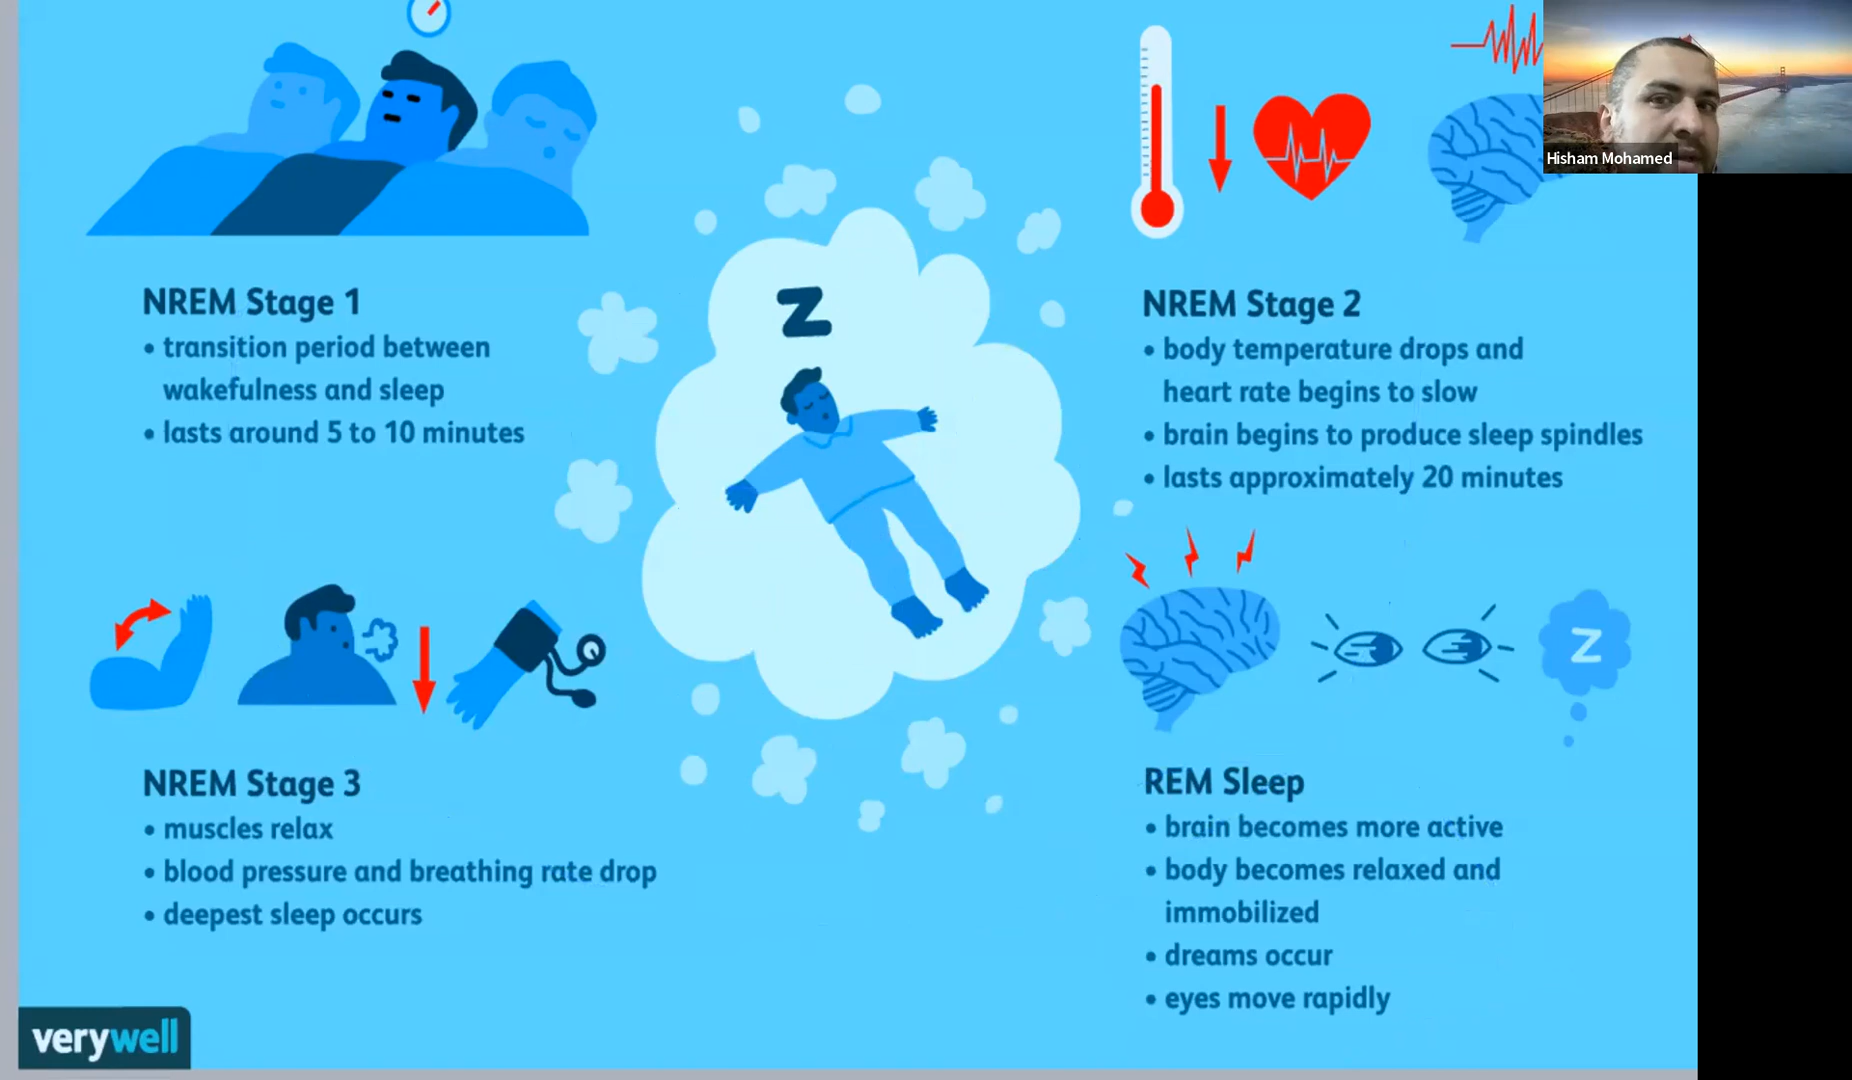 Hisham Mohamed
Z
NREM Stage 1
• transition period between
wakefulness and sleep
• lasts around 5 to 10 minutes
NREM Stage 2
• body temperature drops and
heart rate begins to slow
• brain begins to produce sleep spindles
• lasts approximately 20 minutes
Z
NREM Stage 3
• muscles relax
• blood pressure and breathing rate drop
• deepest sleep occurs
REM Sleep
• brain becomes more active
• body becomes relaxed and
immobilized
• dreams occur
• eyes move rapidly
verywell